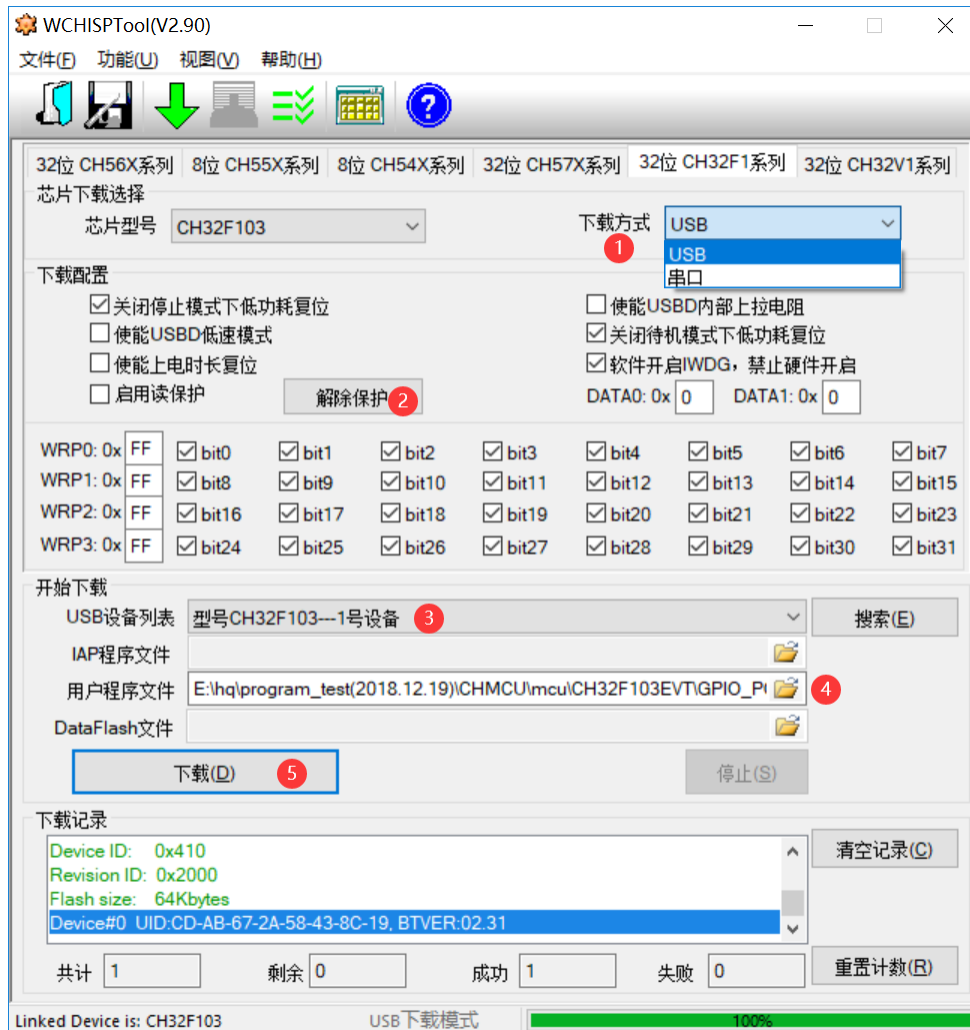 WCHISPTool(V2.90)
文件(F) 功能(U) 视图(V) 帮助(H)
32位 CH56X系列 8位 CH55X系列 8位 CH54X系列 32位 CH57X系列 32位 CH32F1系列 32位 CH32V1系列
芯片下载选择
芯片型号 CH32F103 下载方式 USB
1 USB
串口
下载配置
关闭停止模式下低功耗复位 使能USBD内部上拉电阻
使能USBD低速模式 关闭待机模式下低功耗复位
使能上电时长复位 软件开启IWDG，禁止硬件开启
启用读保护 解除保护 2 DATA0: 0x 0 DATA1: 0x 0
WRP0: 0x FF bit0 bit1 bit2 bit3 bit4 bit5 bit6 bit7
WRP1: 0x FF bit8 bit9 bit10 bit11 bit12 bit13 bit14 bit15
WRP2: 0x FF bit16 bit17 bit18 bit19 bit20 bit21 bit22 bit23
WRP3: 0x FF bit24 bit25 bit26 bit27 bit28 bit29 bit30 bit31
开始下载
USB设备列表 型号CH32F103---1号设备 3 搜索(E)
IAP程序文件
用户程序文件 E:\hq\program_test(2018.12.19)\CHMCU\mcu\CH32F103EVT\GPIO_P 4
DataFlash文件
下载(D) 5 停止(S)
下载记录
Device ID: 0x410 清空记录(C)
Revision ID: 0x2000
Flash size: 64Kbytes
Device#0 UID:CD-AB-67-2A-58-43-8C-19, BTVER:02.31
共计 1 剩余 0 成功 1 失败 0 重置计数(R)
Linked Device is: CH32F103 USB下载模式 100%